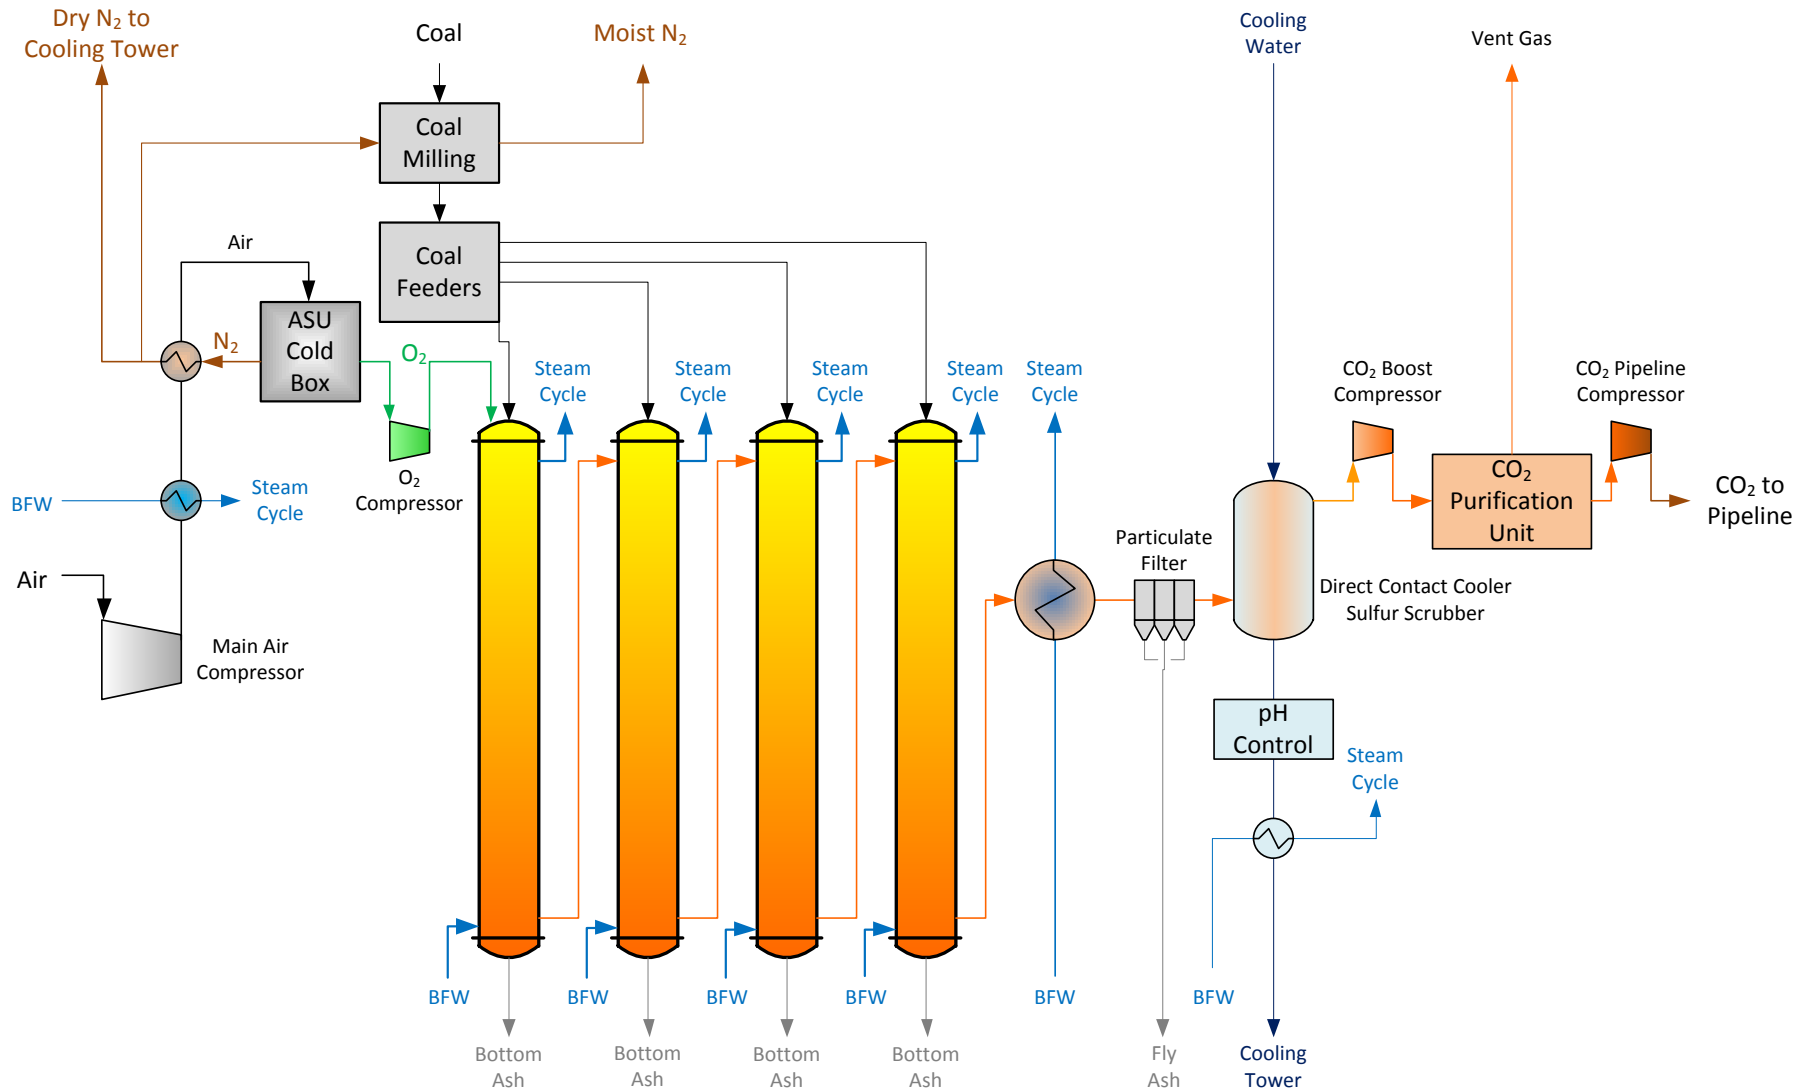 Dry N₂ to
Cooling Tower
Coal
Moist N₂
Cooling
Water
Vent Gas
Coal
Milling
Air
Coal
Feeders
ASU
Cold
Box
N₂
O₂
Steam
Cycle
Steam
Cycle
Steam
Cycle
Steam
Cycle
Steam
Cycle
CO₂ Boost
Compressor
CO₂ Pipeline
Compressor
O₂
Compressor
BFW
Steam
Cycle
CO₂
Purification
Unit
CO₂ to
Pipeline
Particulate
Filter
Air
Direct Contact Cooler
Sulfur Scrubber
Main Air
Compressor
pH
Control
Steam
Cycle
BFW
BFW
BFW
BFW
BFW
BFW
Bottom
Ash
Bottom
Ash
Bottom
Ash
Bottom
Ash
Fly
Ash
Cooling
Tower